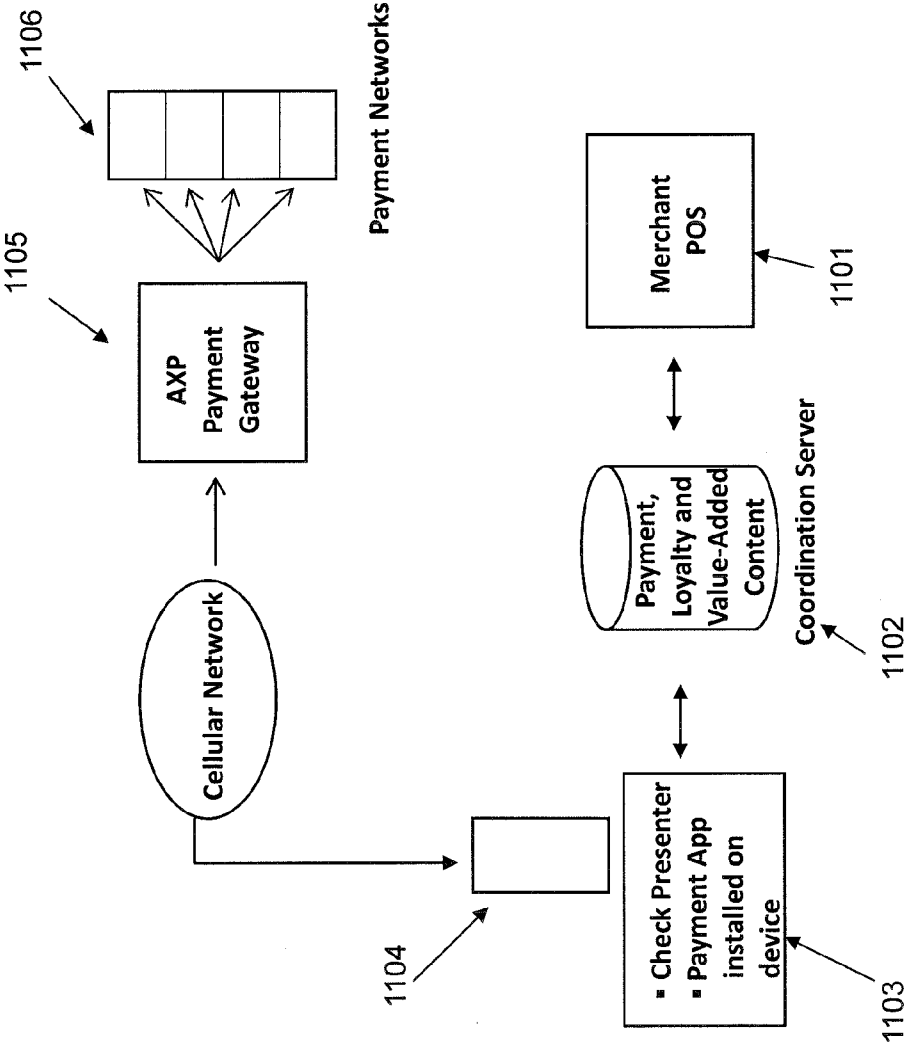 1105
1106
AXP
Payment
Gateway
Cellular Network
Payment Networks
1104
▪ Check Presenter
▪ Payment App
installed on
device
Payment,
Loyalty and
Value-Added
Content
Merchant
POS
Coordination Server
1101
1103
1102